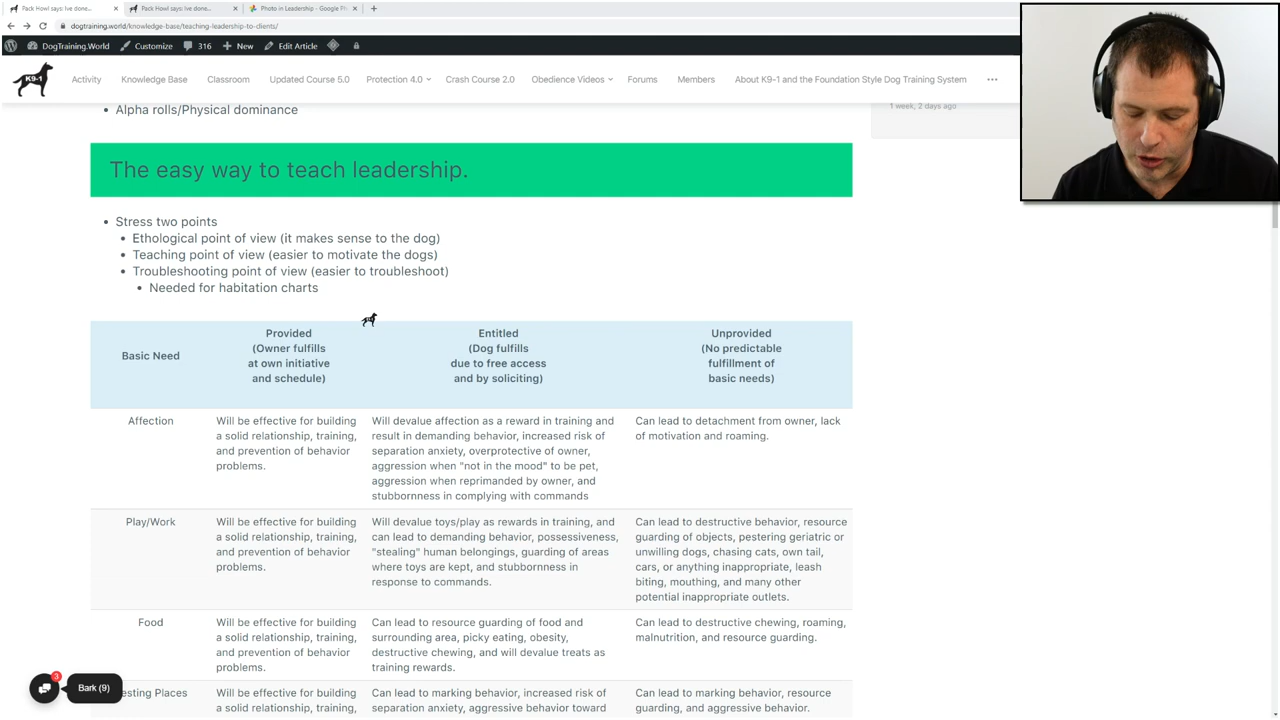 Pack Howl says: Ive done...
Pack Howl says: Ive done...
Photo in Leadership - Google Ph
dogtraining.world/knowledge-base/teaching-leadership-to-clients/
DogTraining.World
Customize
316
New
Edit Article
K9-1
Activity
Knowledge Base
Classroom
Updated Course 5.0
Protection 4.0
Crash Course 2.0
Obedience Videos
Forums
Members
About K9-1 and the Foundation Style Dog Training System
...
Alpha rolls/Physical dominance
1 week, 2 days ago
The easy way to teach leadership.
Stress two points
Ethological point of view (it makes sense to the dog)
Teaching point of view (easier to motivate the dogs)
Troubleshooting point of view (easier to troubleshoot)
Needed for habitation charts
Basic Need
Provided
(Owner fulfills
at own initiative
and schedule)
Entitled
(Dog fulfills
due to free access
and by soliciting)
Unprovided
(No predictable
fulfillment of
basic needs)
Affection
Will be effective for building
a solid relationship, training,
and prevention of behavior
problems.
Will devalue affection as a reward in training and
result in demanding behavior, increased risk of
separation anxiety, overprotective of owner,
aggression when "not in the mood" to be pet,
aggression when reprimanded by owner, and
stubbornness in complying with commands
Can lead to detachment from owner, lack
of motivation and roaming.
Play/Work
Will be effective for building
a solid relationship, training,
and prevention of behavior
problems.
Will devalue toys/play as rewards in training, and
can lead to demanding behavior, possessiveness,
"stealing" human belongings, guarding of areas
where toys are kept, and stubbornness in
response to commands.
Can lead to destructive behavior, resource
guarding of objects, pestering geriatric or
unwilling dogs, chasing cats, own tail,
cars, or anything inappropriate, leash
biting, mouthing, and many other
potential inappropriate outlets.
Food
Will be effective for building
a solid relationship, training,
and prevention of behavior
problems.
Can lead to resource guarding of food and
surrounding area, picky eating, obesity,
destructive chewing, and will devalue treats as
training rewards.
Can lead to destructive chewing, roaming,
malnutrition, and resource guarding.
esting Places
Will be effective for building
a solid relationship, training,
Can lead to marking behavior, increased risk of
separation anxiety, aggressive behavior toward
Can lead to marking behavior, resource
guarding, and aggressive behavior.
3
Bark (9)